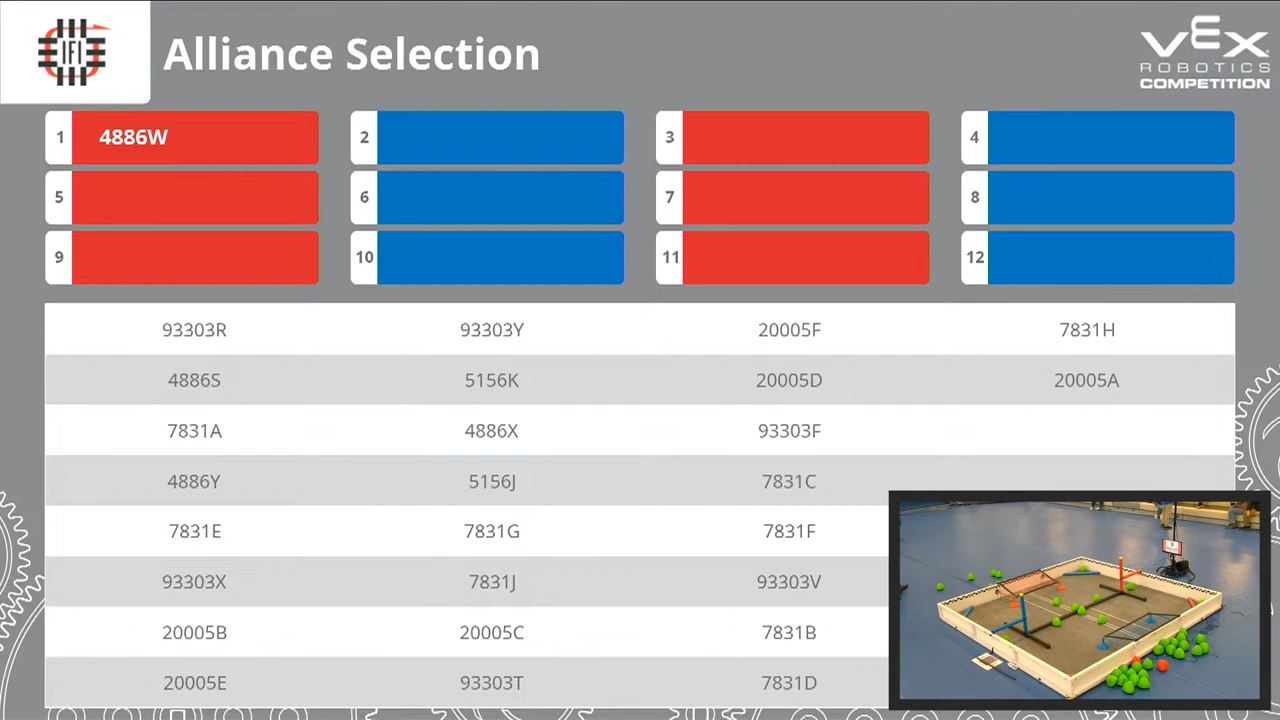 IFI
Alliance Selection
VEX
ROBOTICS
COMPETITION
1 4886W 2 3 4
5 6 7 8
9 10 11 12
93303R 93303Y 20005F 7831H
4886S 5156K 20005D 20005A
7831A 4886X 93303F
4886Y 5156J 7831C
7831E 7831G 7831F
93303X 7831J 93303V
20005B 20005C 7831B
20005E 93303T 7831D